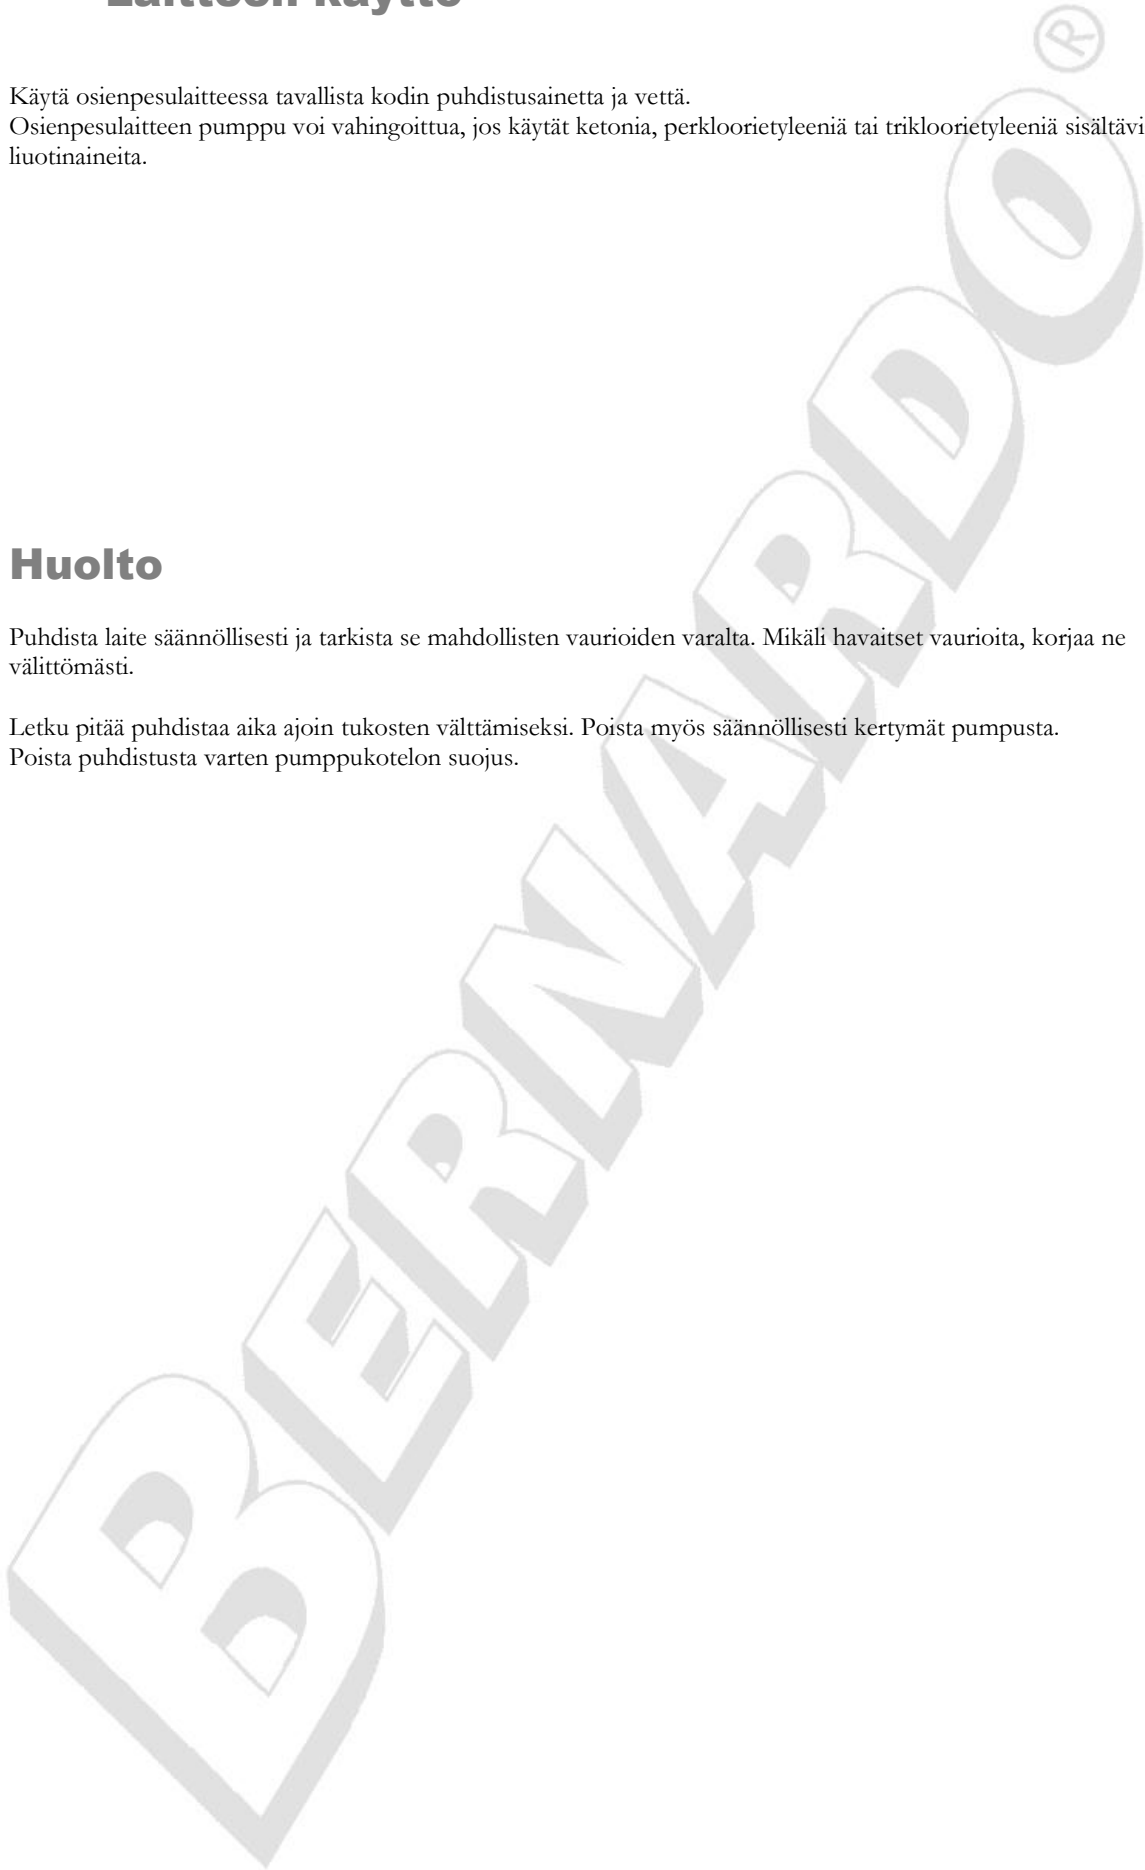 Laitteen käyttö
®
Käytä osienpesulaitteessa tavallista kodin puhdistusainetta ja vettä.
Osienpesulaitteen pumppu voi vahingoittua, jos käytät ketonia, perkloorietyleeniä tai trikloorietyleeniä sisältävi
liuotinaineita.
Huolto
Puhdista laite säännöllisesti ja tarkista se mahdollisten vaurioiden varalta. Mikäli havaitset vaurioita, korjaa ne
välittömästi.
Letku pitää puhdistaa aika ajoin tukosten välttämiseksi. Poista myös säännöllisesti kertymät pumpusta.
Poista puhdistusta varten pumppukotelon suojus.
BERNARDO